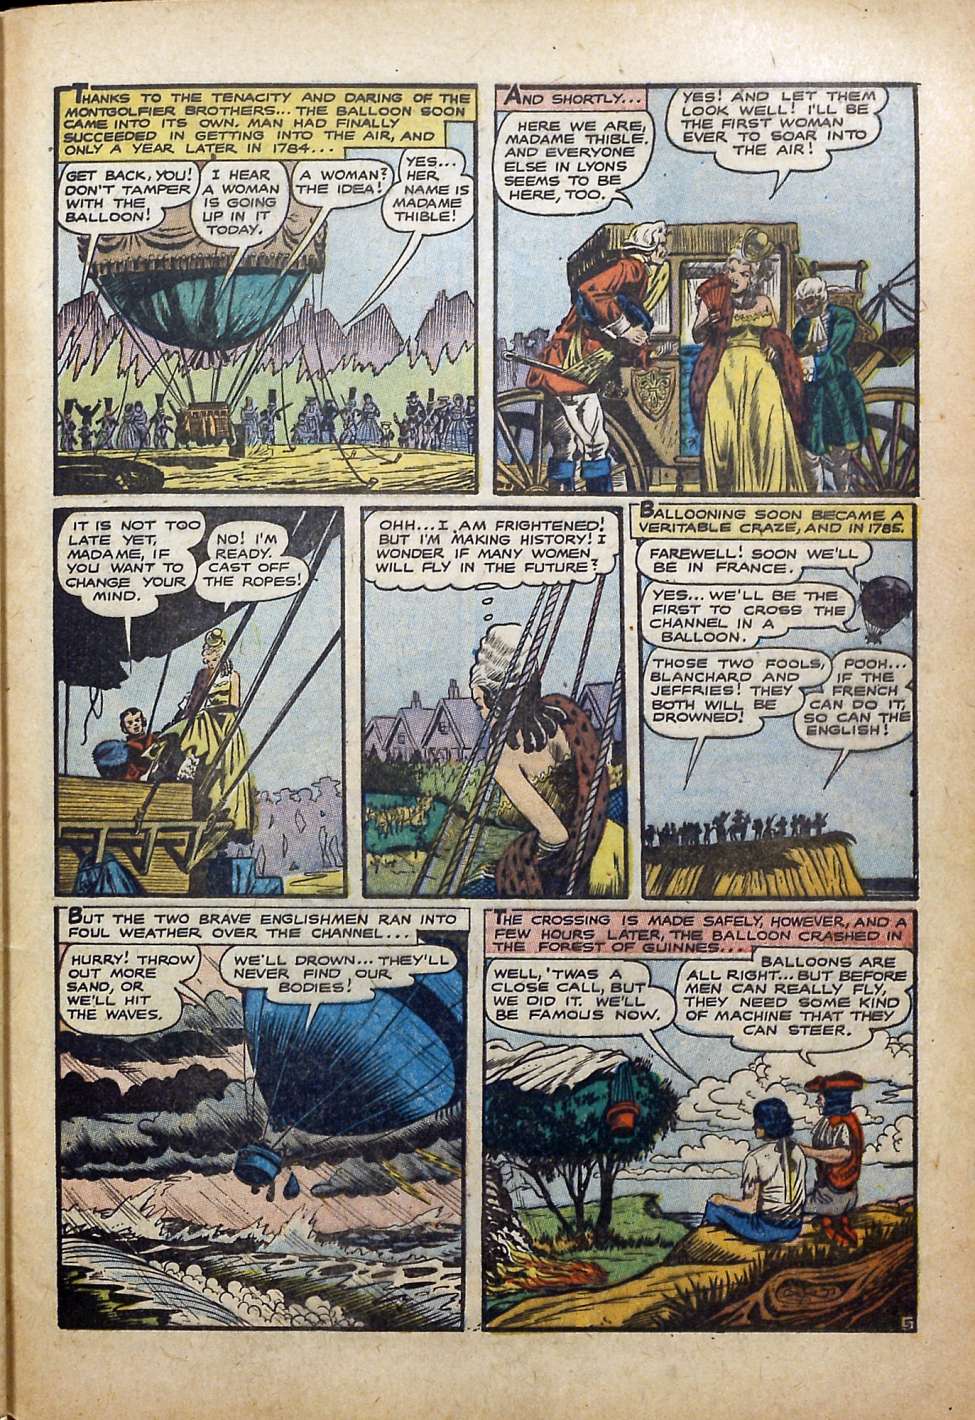 THANKS TO THE TENACITY AND DARING OF THE
MONTGOLFIER BROTHERS... THE BALLOON SOON
CAME INTO ITS OWN. MAN HAD FINALLY
SUCCEEDED IN GETTING INTO THE AIR, AND
ONLY A YEAR LATER IN 1784...
GET BACK, YOU!
DON'T TAMPER
WITH THE
BALLOON!
I HEAR
A WOMAN
IS GOING
UP IN IT
TODAY.
A WOMAN?
THE IDEA!
YES...
HER
NAME IS
MADAME
THIBLE!
AND SHORTLY...
HERE WE ARE,
MADAME THIBLE.
AND EVERYONE
ELSE IN LYONS
SEEMS TO BE
HERE, TOO.
YES! AND LET THEM
LOOK WELL! I'LL BE
THE FIRST WOMAN
EVER TO SOAR INTO
THE AIR!
IT IS NOT TOO
LATE YET,
MADAME, IF
YOU WANT TO
CHANGE YOUR
MIND.
NO! I'M
READY.
CAST OFF
THE ROPES!
OHH... I AM FRIGHTENED!
BUT I'M MAKING HISTORY! I
WONDER IF MANY WOMEN
WILL FLY IN THE FUTURE?
BALLOONING SOON BECAME A
VERITABLE CRAZE, AND IN 1785.
FAREWELL! SOON WE'LL
BE IN FRANCE.
YES... WE'LL BE THE
FIRST TO CROSS THE
CHANNEL IN A
BALLOON.
THOSE TWO FOOLS,
BLANCHARD AND
JEFFRIES! THEY
BOTH WILL BE
DROWNED!
POOH...
IF THE
FRENCH
CAN DO IT,
SO CAN THE
ENGLISH!
BUT THE TWO BRAVE ENGLISHMEN RAN INTO
FOUL WEATHER OVER THE CHANNEL...
HURRY! THROW
OUT MORE
SAND, OR
WE'LL HIT
THE WAVES.
WE'LL DROWN... THEY'LL
NEVER FIND OUR
BODIES!
THE CROSSING IS MADE SAFELY, HOWEVER, AND A
FEW HOURS LATER, THE BALLOON CRASHED IN
THE FOREST OF GUINNES...
WELL, 'TWAS A
CLOSE CALL, BUT
WE DID IT. WE'LL
BE FAMOUS NOW.
BALLOONS ARE
ALL RIGHT... BUT BEFORE
MEN CAN REALLY FLY,
THEY NEED SOME KIND
OF MACHINE THAT THEY
CAN STEER.
5